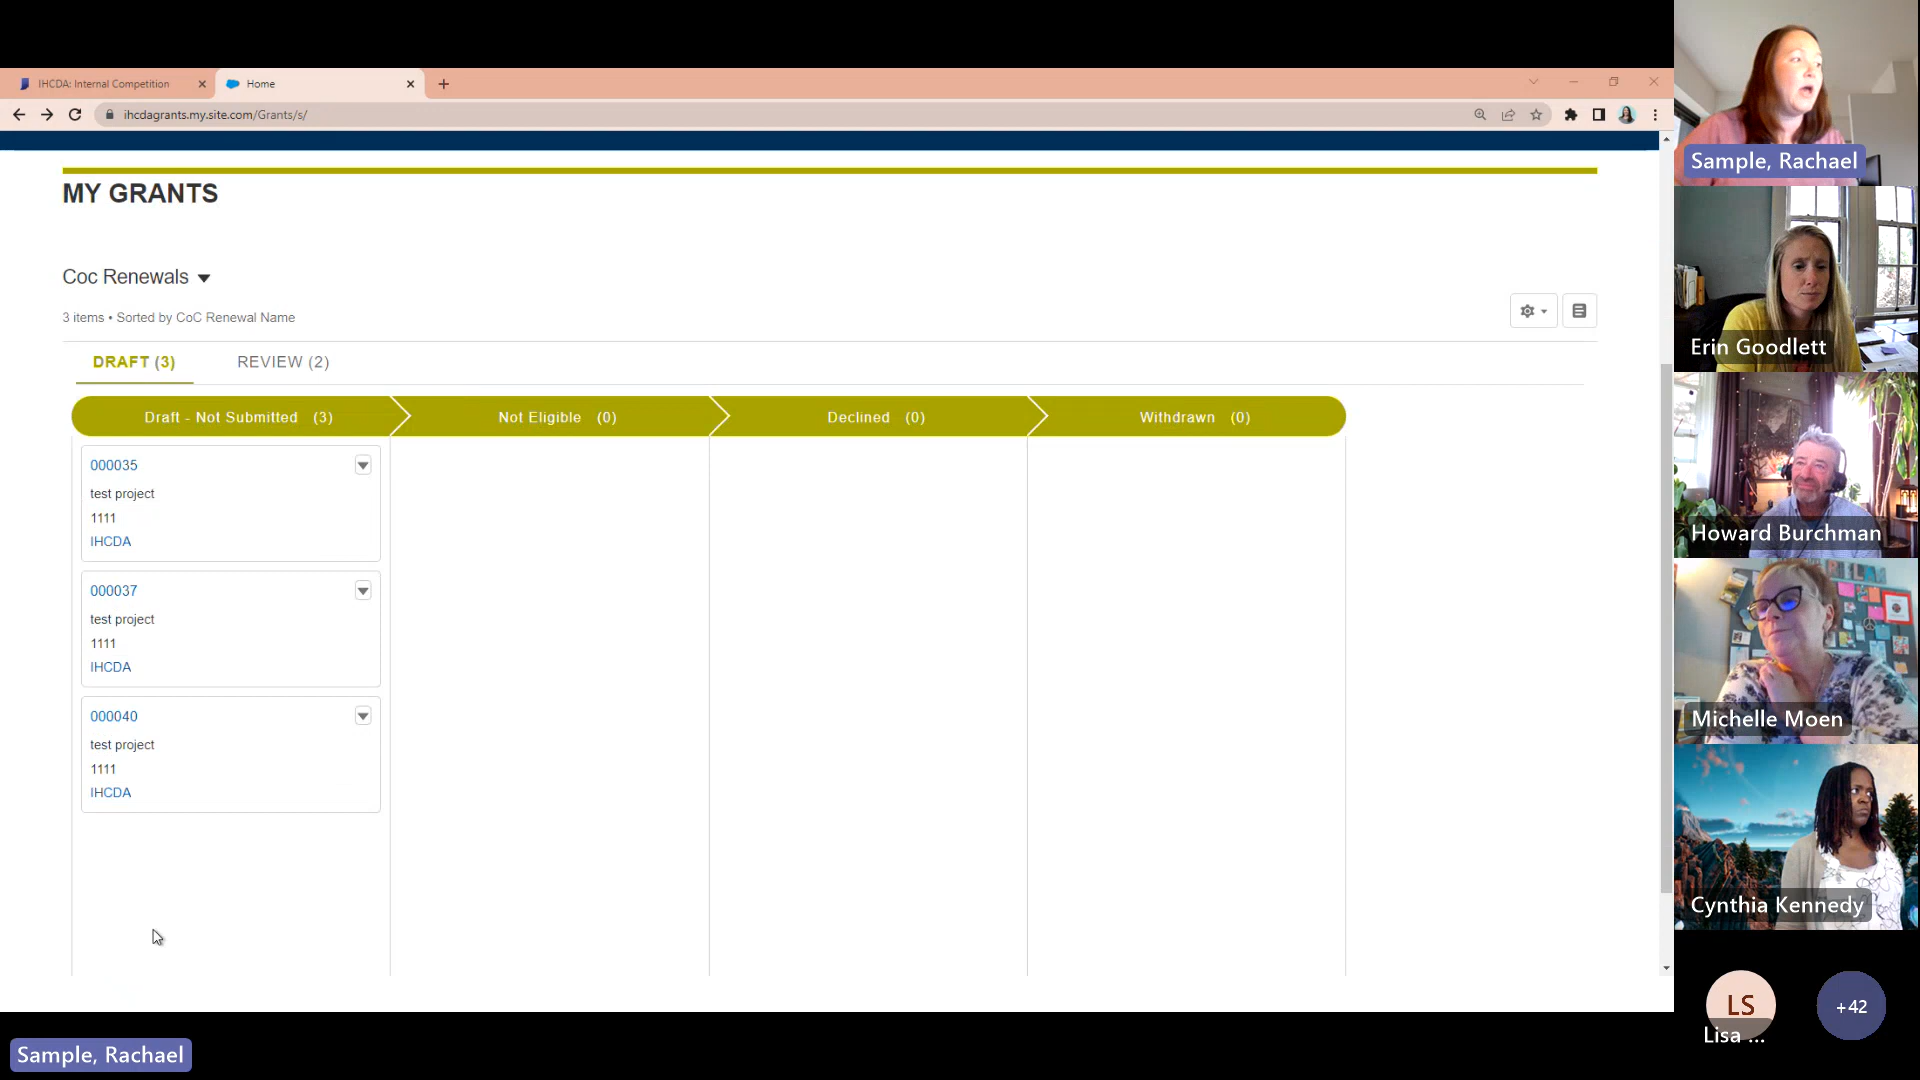 IHCDA: Internal Competition
Home
ihcdagrants.my.site.com/Grants/s/
MY GRANTS
Coc Renewals
3 items • Sorted by CoC Renewal Name
DRAFT (3)
REVIEW (2)
Draft - Not Submitted (3)
Not Eligible (0)
Declined (0)
Withdrawn (0)
000035
test project
1111
IHCDA
000037
test project
1111
IHCDA
000040
test project
1111
IHCDA
Sample, Rachael
Erin Goodlett
Howard Burchman
Michelle Moen
Cynthia Kennedy
LS
Lisa ...
+42
Sample, Rachael